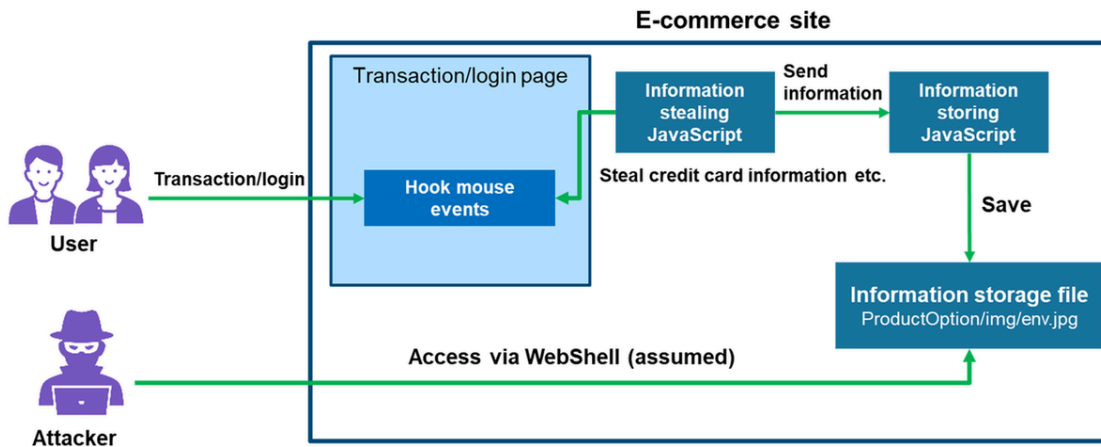 E-commerce site
Transaction/login page
Information
stealing
JavaScript
Send
information
Information
storing
JavaScript
Transaction/login
Hook mouse
events
Steal credit card information etc.
User
Save
Information storage file
ProductOption/img/env.jpg
Access via WebShell (assumed)
Attacker